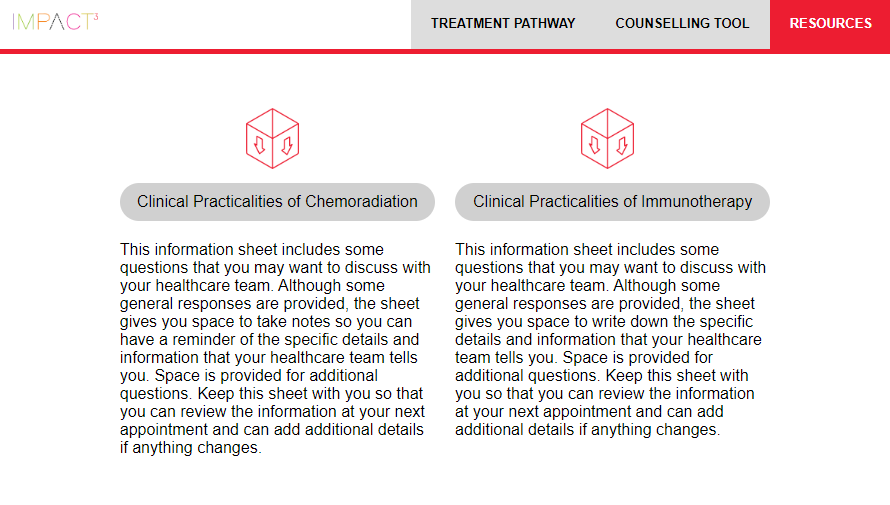 IMPACT3
TREATMENT PATHWAY
COUNSELLING TOOL
RESOURCES
Clinical Practicalities of Chemoradiation
This information sheet includes some
questions that you may want to discuss with
your healthcare team. Although some
general responses are provided, the sheet
gives you space to take notes so you can
have a reminder of the specific details and
information that your healthcare team tells
you. Space is provided for additional
questions. Keep this sheet with you so that
you can review the information at your next
appointment and can add additional details
if anything changes.
Clinical Practicalities of Immunotherapy
This information sheet includes some
questions that you may want to discuss with
your healthcare team. Although some
general responses are provided, the sheet
gives you space to write down the specific
details and information that your healthcare
team tells you. Space is provided for
additional questions. Keep this sheet with
you so that you can review the information
at your next appointment and can add
additional details if anything changes.